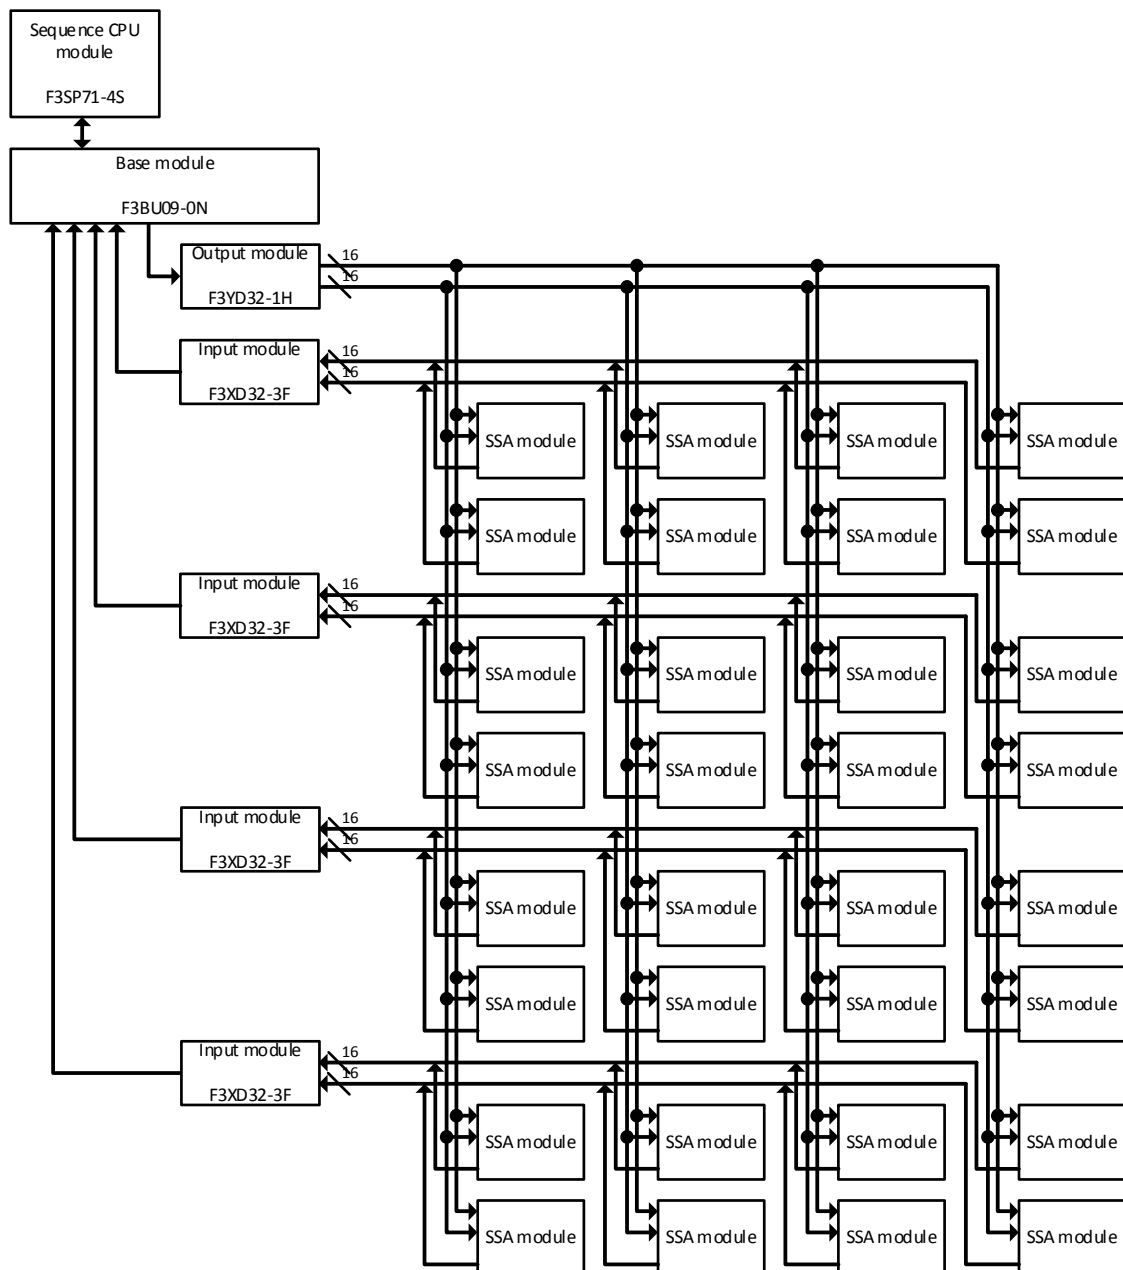 Sequence CPU
module
F3SP71-4S
Base module
F3BU09-0N
Output module
F3YD32-1H
16
16
Input module
F3XD32-3F
16
16
SSA module SSA module SSA module SSA module
SSA module SSA module SSA module SSA module
Input module
F3XD32-3F
16
16
SSA module SSA module SSA module SSA module
SSA module SSA module SSA module SSA module
Input module
F3XD32-3F
16
16
SSA module SSA module SSA module SSA module
SSA module SSA module SSA module SSA module
Input module
F3XD32-3F
16
16
SSA module SSA module SSA module SSA module
SSA module SSA module SSA module SSA module